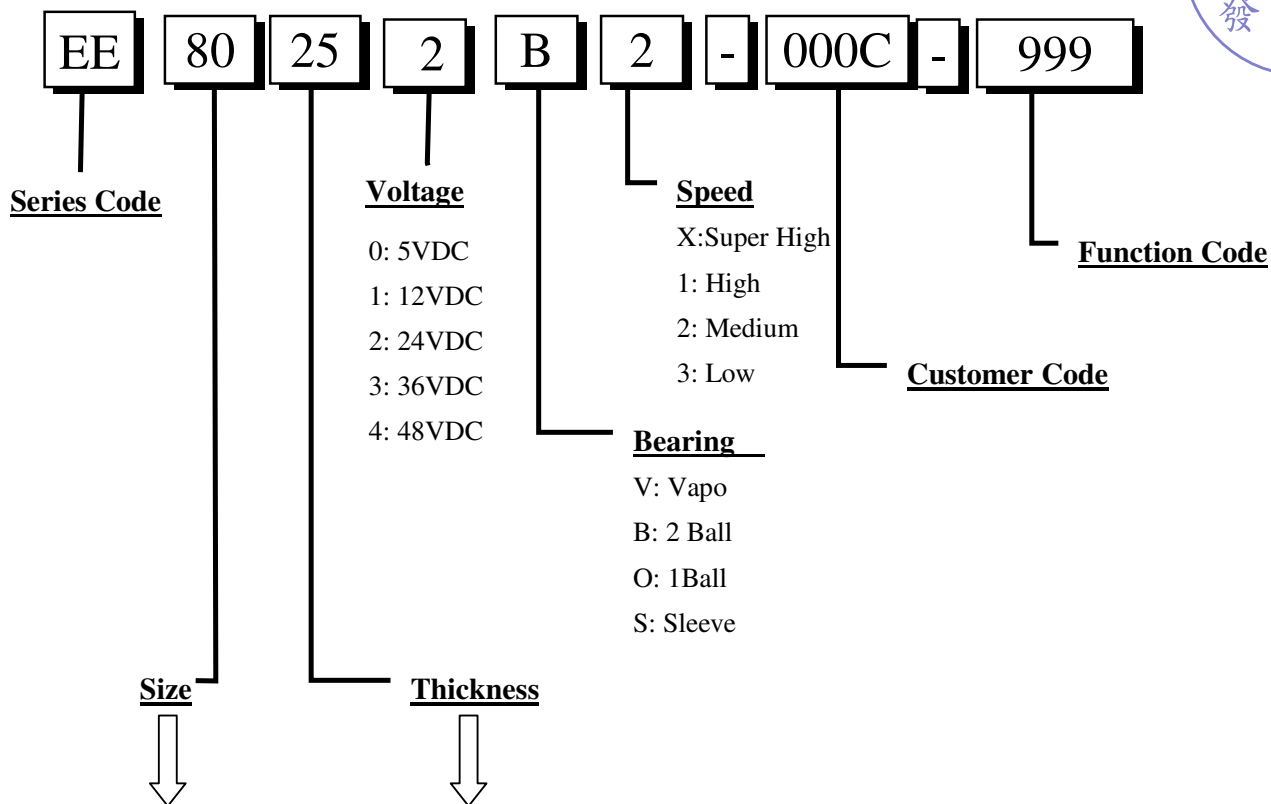 發
EE 80 25 2 B 2 - 000C - 999
Series Code
Voltage
0: 5VDC
1: 12VDC
2: 24VDC
3: 36VDC
4: 48VDC
Speed
X:Super High
1: High
2: Medium
3: Low
Function Code
Customer Code
Bearing
V: Vapo
B: 2 Ball
O: 1Ball
S: Sleeve
Size
Thickness